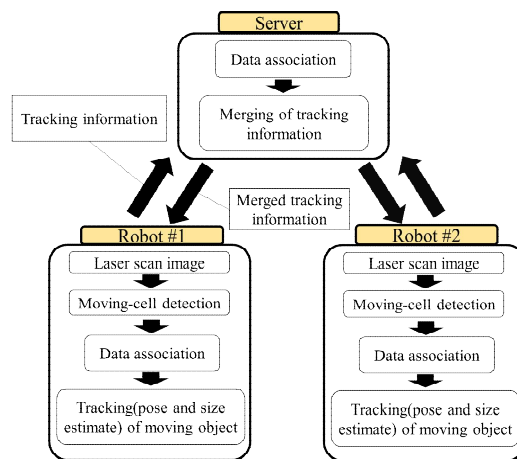 Server
Data association
Merging of tracking
information
Tracking information
Merged tracking
information
Robot #1
Laser scan image
Moving-cell detection
Data association
Tracking(pose and size
estimate) of moving object
Robot #2
Laser scan image
Moving-cell detection
Data association
Tracking(pose and size
estimate) of moving object